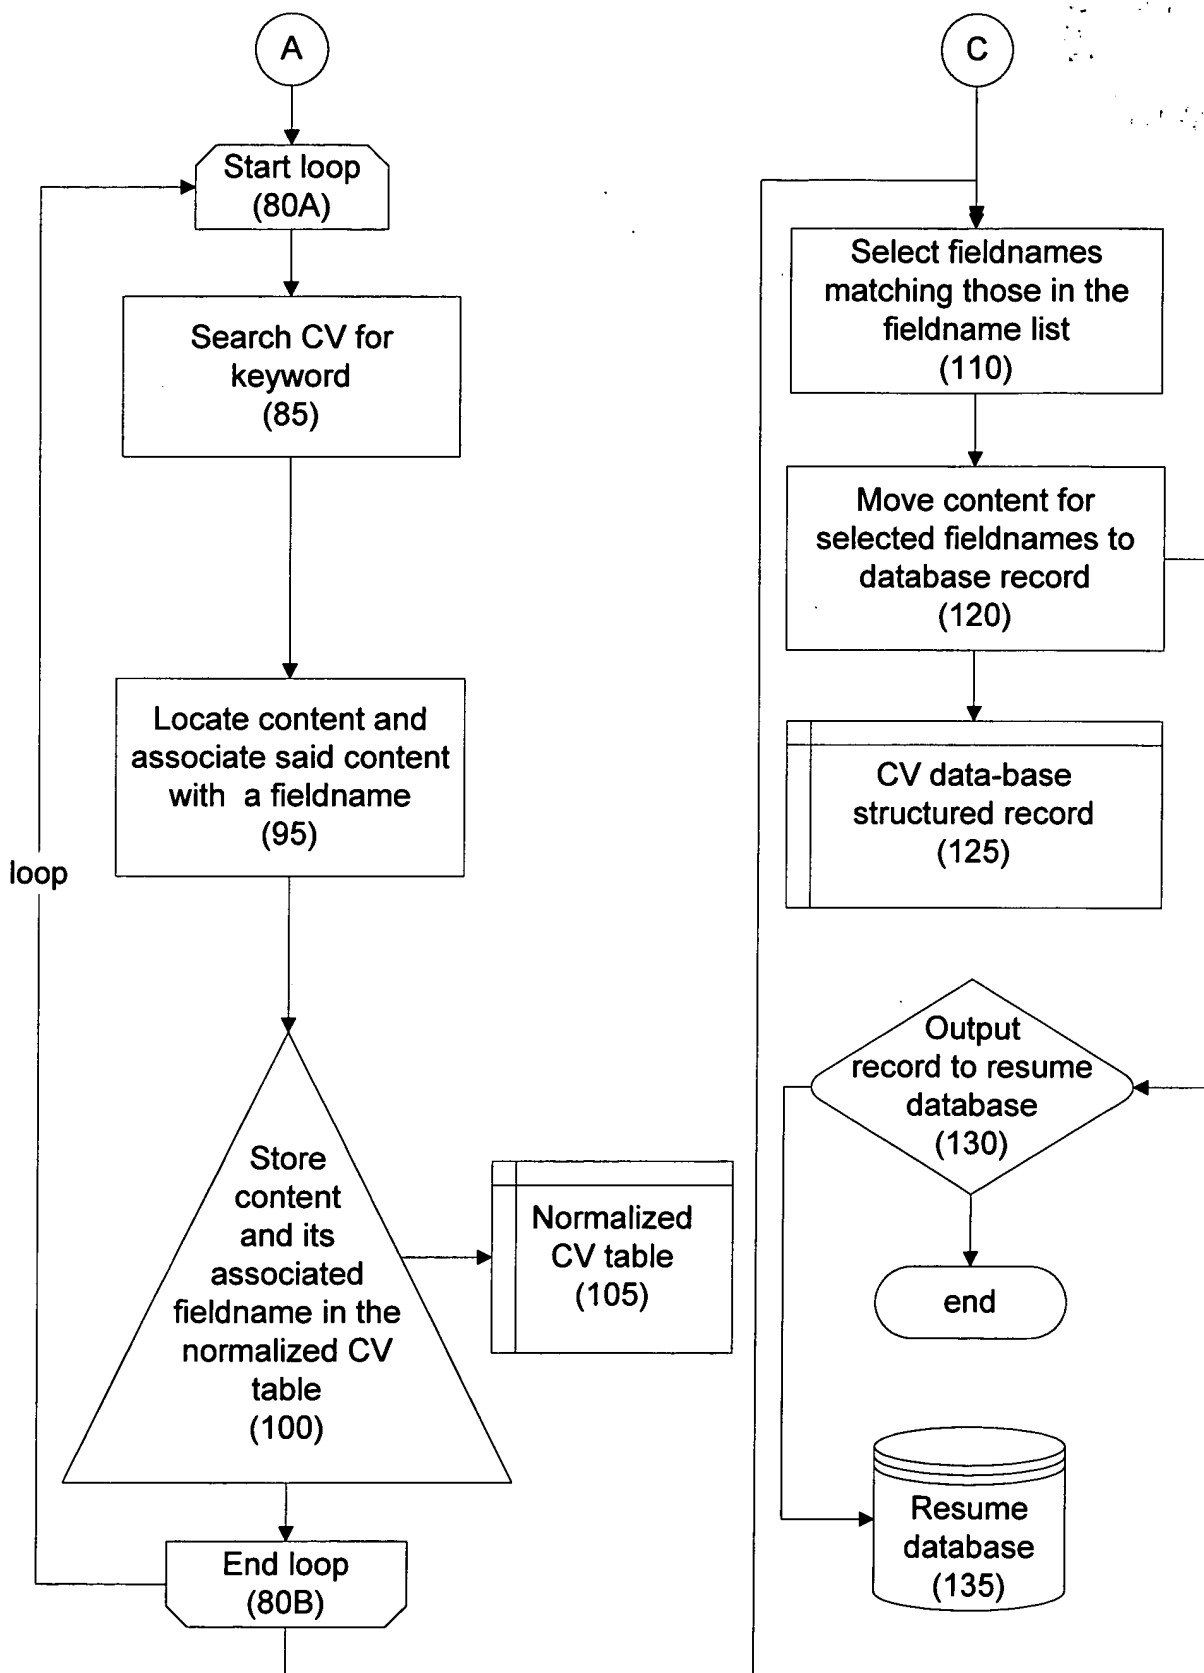 A
Start loop
(80A)
Search CV for
keyword
(85)
Locate content and
associate said content
with a fieldname
(95)
loop
Store
content
and its
associated
fieldname in the
normalized CV
table
(100)
Normalized
CV table
(105)
End loop
(80B)
C
Select fieldnames
matching those in the
fieldname list
(110)
Move content for
selected fieldnames to
database record
(120)
CV data-base
structured record
(125)
Output
record to resume
database
(130)
end
Resume
database
(135)